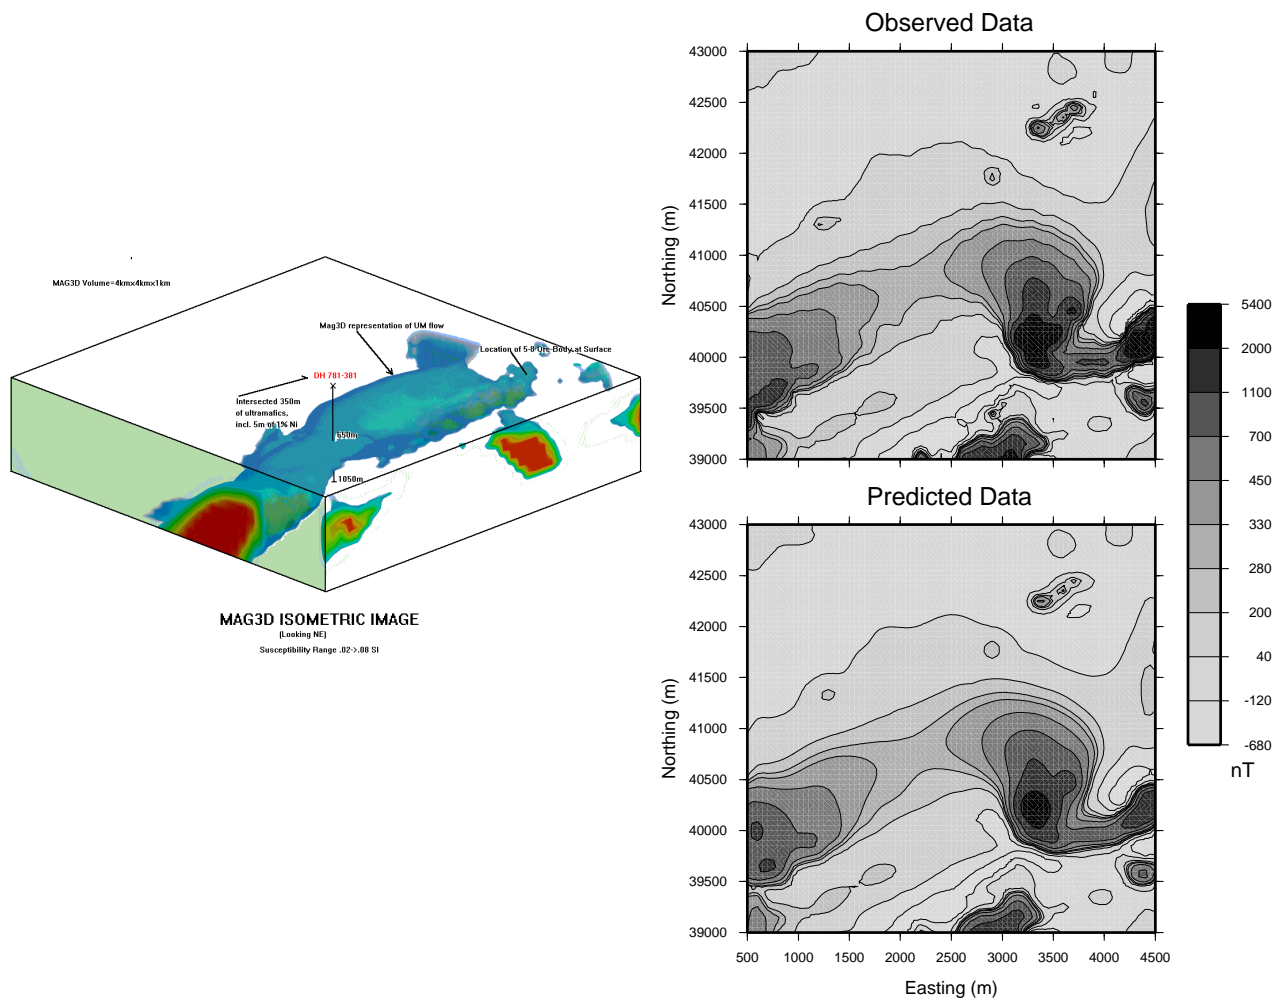 MAG3D Volume=4kmx4kmx1km
Mag3D representation of UM flow
Location of 5-8 Ore-Body at Surface
DH 781-381
Intersected 350m
of ultramafics,
incl. 5m of 1% Ni
650m
1050m
MAG3D ISOMETRIC IMAGE
(Looking NE)
Susceptibility Range .02->.08 SI
Observed Data
43000
42500
42000
41500
41000
40500
40000
39500
39000
Northing (m)
Predicted Data
43000
42500
42000
41500
41000
40500
40000
39500
39000
Northing (m)
500 1000 1500 2000 2500 3000 3500 4000 4500
Easting (m)
5400
2000
1100
700
450
330
280
200
40
-120
-680
nT